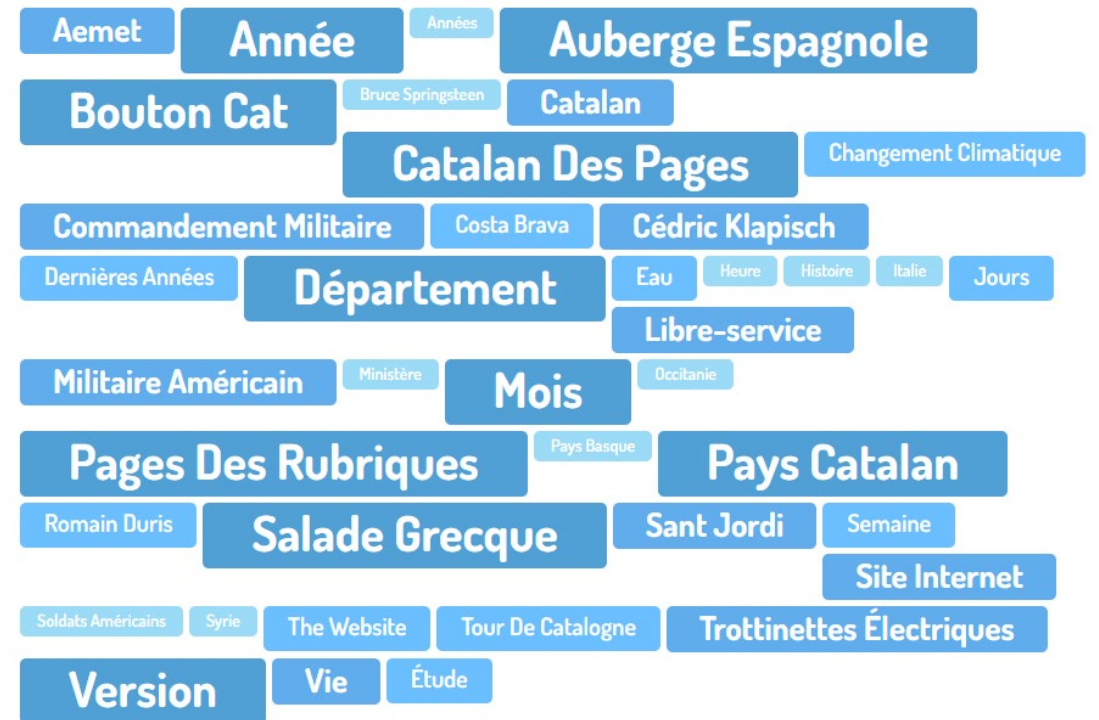 Aemet Année Années Auberge Espagnole
Bouton Cat Bruce Springsteen Catalan
Catalan Des Pages Changement Climatique
Commandement Militaire Costa Brava Cédric Klapisch
Dernières Années Département Eau Heure Histoire Italie Jours
Libre-service
Militaire Américain Ministère Mois Occitanie
Pages Des Rubriques Pays Basque Pays Catalan
Romain Duris Salade Grecque Sant Jordi Semaine
Site Internet
Soldats Américains Syrie The Website Tour De Catalogne Trottinettes Électriques
Version Vie Étude